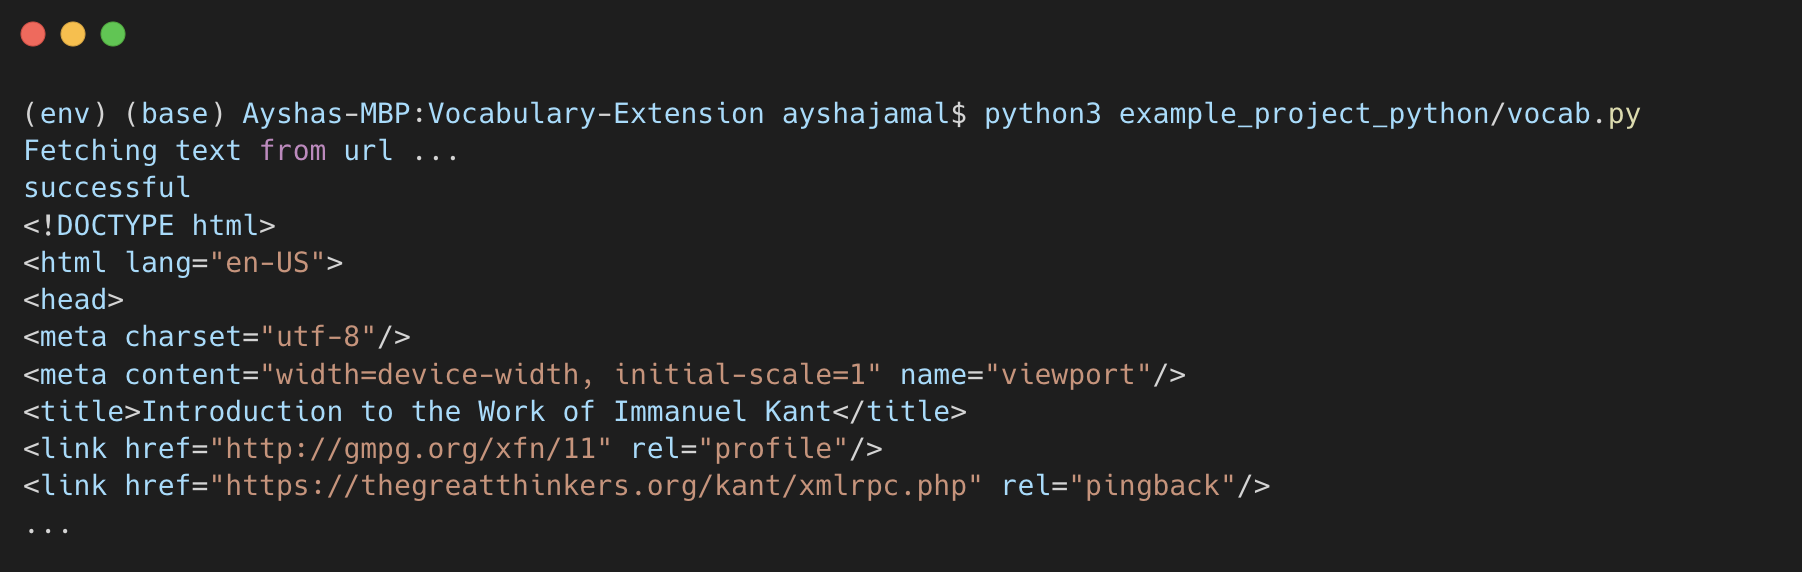 (env) (base) Ayshas-MBP:Vocabulary-Extension ayshajamal$ python3 example_project_python/vocab.py
Fetching text from url ...
successful
<!DOCTYPE html>
<html lang="en-US">
<head>
<meta charset="utf-8"/>
<meta content="width=device-width, initial-scale=1" name="viewport"/>
<title>Introduction to the Work of Immanuel Kant</title>
<link href="http://gmpg.org/xfn/11" rel="profile"/>
<link href="https://thegreatthinkers.org/kant/xmlrpc.php" rel="pingback"/>
...